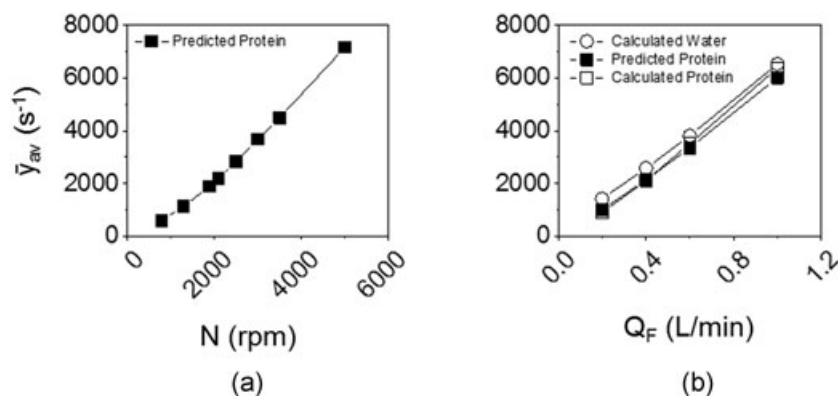 8000
6000
4000
2000
0
ȳav (s-1)
Predicted Protein
0
2000
4000
6000
N (rpm)
(a)
8000
6000
4000
2000
0
Calculated Water
Predicted Protein
Calculated Protein
0.0
0.4
0.8
1.2
QF (L/min)
(b)